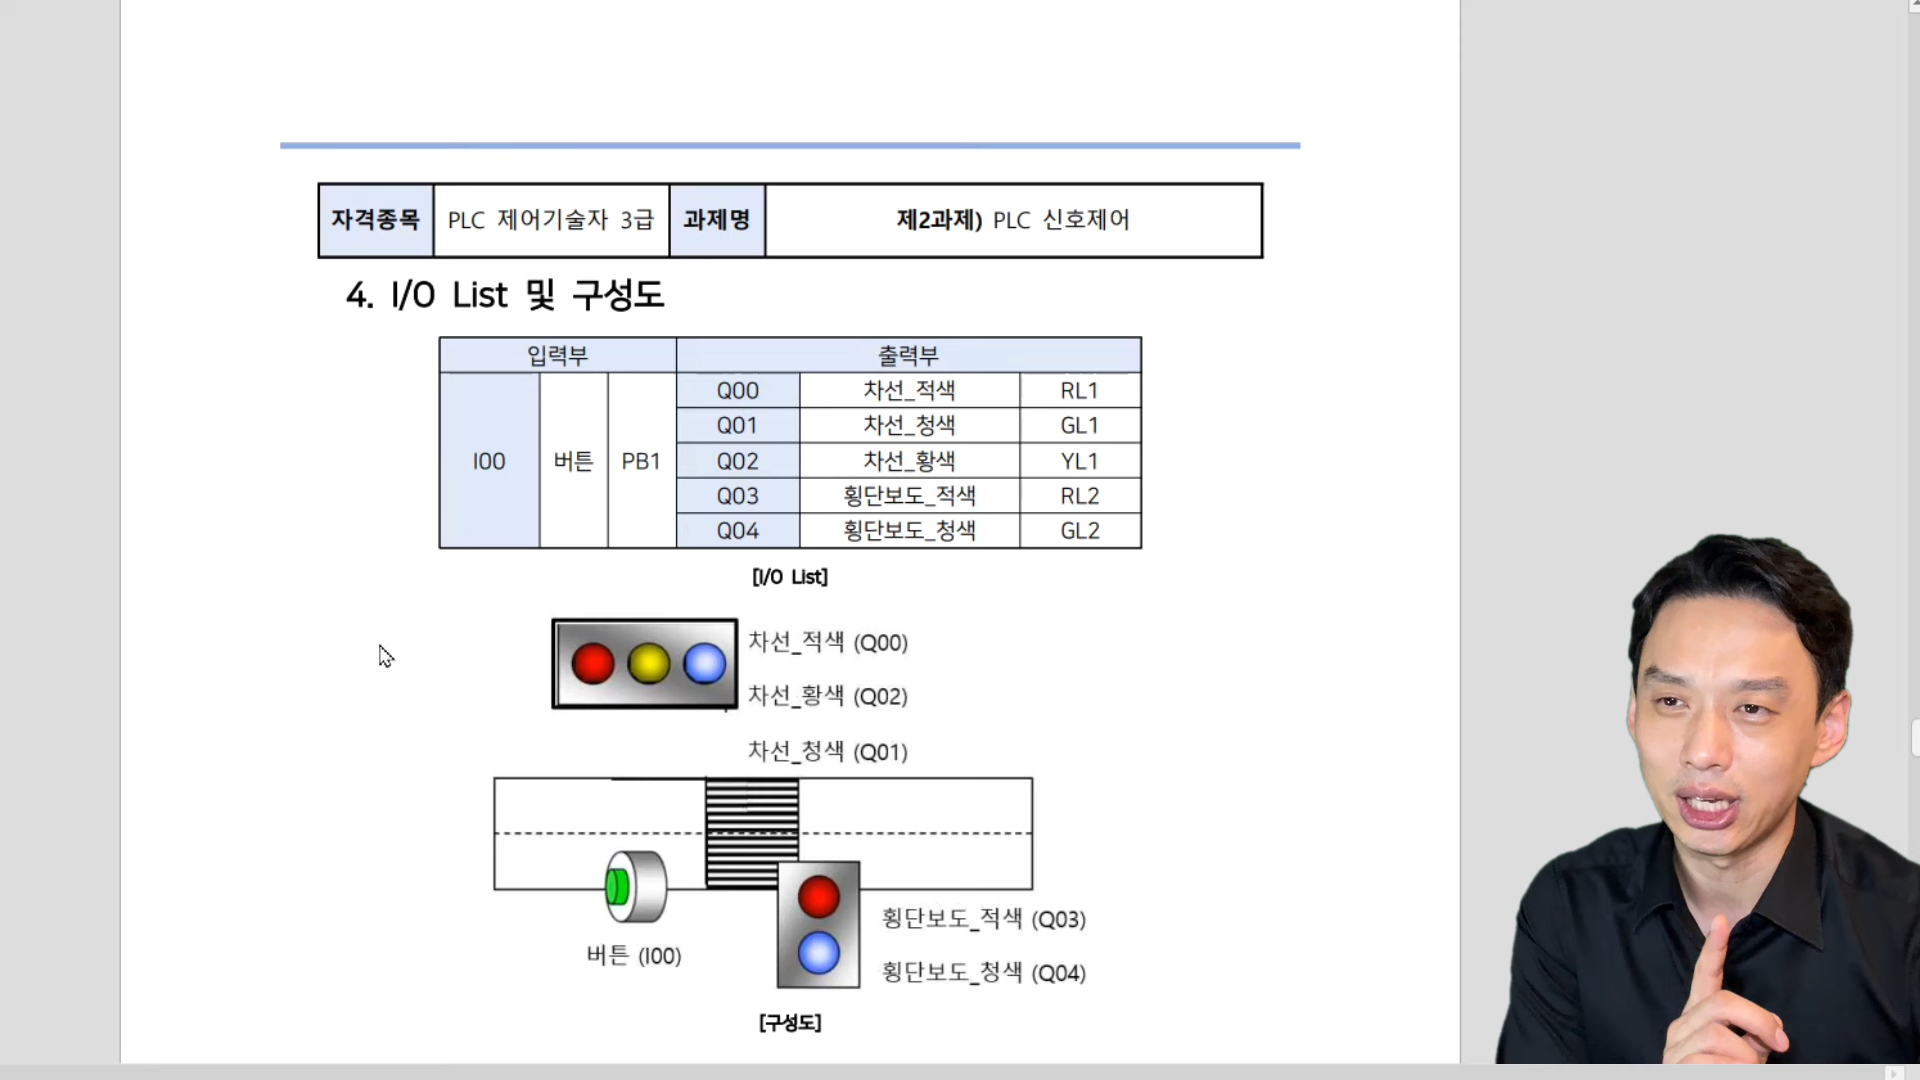 자격종목 PLC 제어기술자 3급 과제명 제2과제) PLC 신호제어
4. I/O List 및 구성도
입력부 출력부
Q00 차선_적색 RL1
Q01 차선_청색 GL1
I00 버튼 PB1 Q02 차선_황색 YL1
Q03 횡단보도_적색 RL2
Q04 횡단보도_청색 GL2
[I/O List]
차선_적색 (Q00)
차선_황색 (Q02)
차선_청색 (Q01)
횡단보도_적색 (Q03)
버튼 (I00)
횡단보도_청색 (Q04)
[구성도]